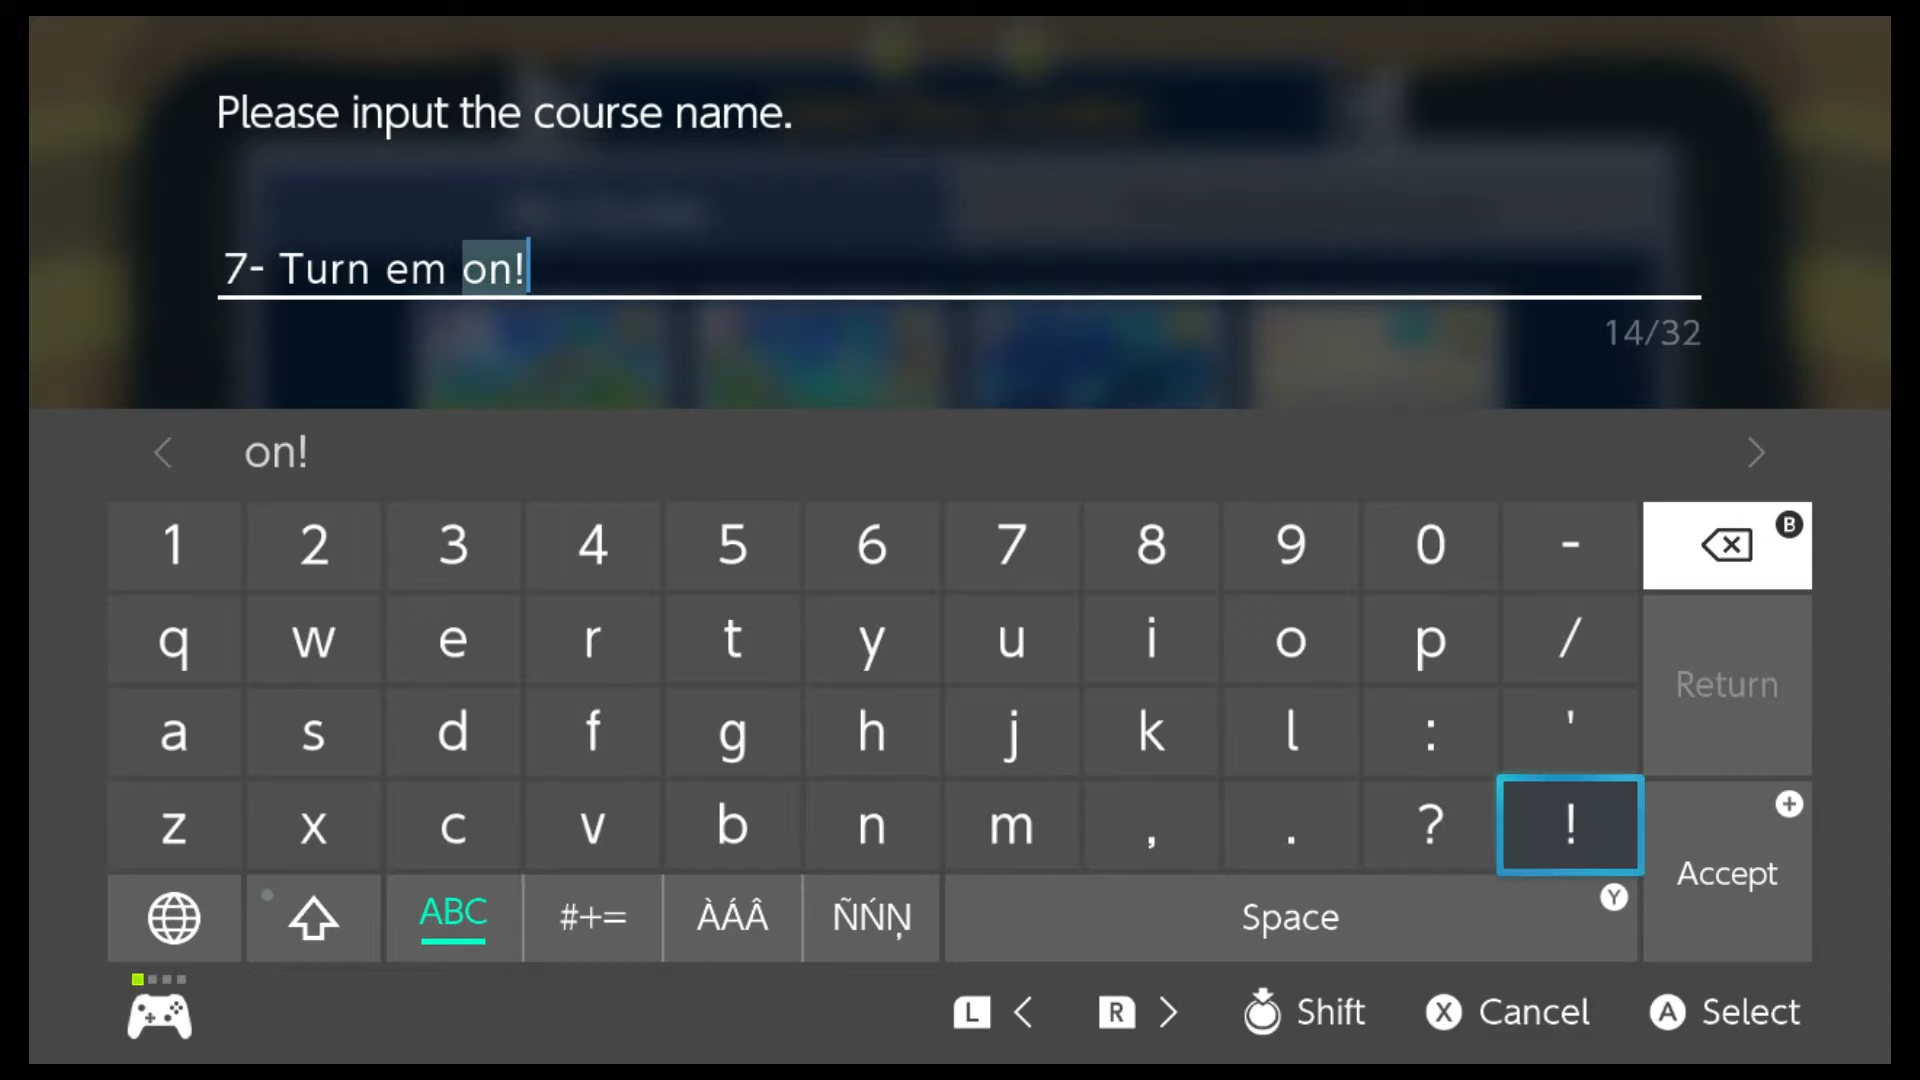 Please input the course name.
7- Turn em on!
14/32
on!
1 2 3 4 5 6 7 8 9 0 - B
q w e r t y u i o p /
Return
a s d f g h j k l : '
z x c v b n m , . ? !
Accept
ABC #+= ÀÁÂ ÑŃŅ Space Y
L < R > Shift X Cancel A Select